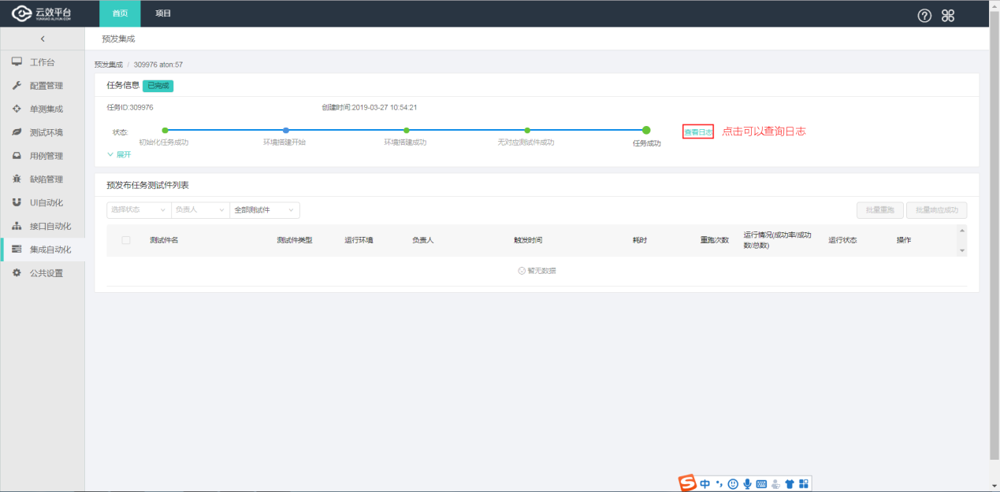 云效平台
YUNXIAO.ALIYUN.COM
首页
项目
预发集成
工作台
配置管理
单测集成
测试环境
用例管理
缺陷管理
UI自动化
接口自动化
集成自动化
公共设置
预发集成 / 309976 aton:57
任务信息 已完成
任务ID:309976
创建时间:2019-03-27 10:54:21
状态:
初始化任务成功
环境搭建开始
环境搭建成功
无对应测试件成功
任务成功
查看日志
点击可以查询日志
展开
预发布任务测试件列表
选择状态
负责人
全部测试件
批量重跑
批量响应成功
测试件名
测试件类型
运行环境
负责人
触发时间
耗时
重跑次数
运行情况(成功率/成功
数/总数)
运行状态
操作
暂无数据
中